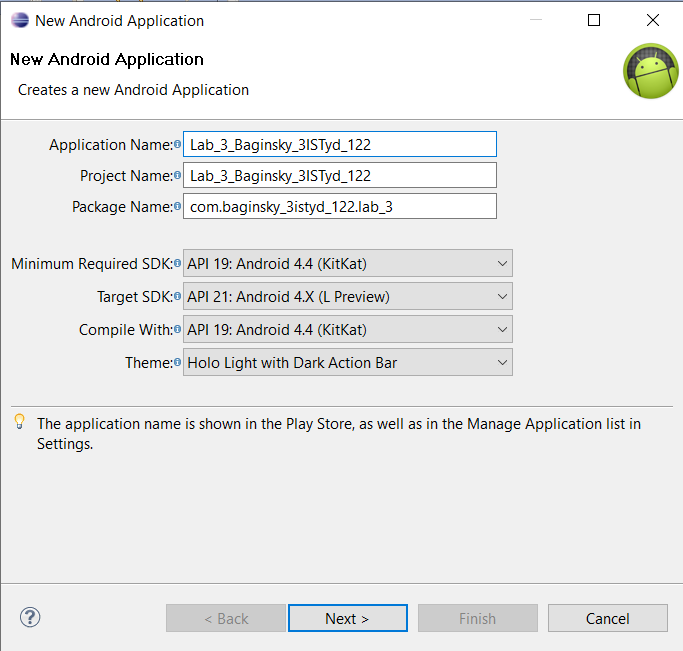 New Android Application
New Android Application
Creates a new Android Application
Application Name: Lab_3_Baginsky_3ISTyd_122
Project Name: Lab_3_Baginsky_3ISTyd_122
Package Name: com.baginsky_3istyd_122.lab_3
Minimum Required SDK: API 19: Android 4.4 (KitKat)
Target SDK: API 21: Android 4.X (L Preview)
Compile With: API 19: Android 4.4 (KitKat)
Theme: Holo Light with Dark Action Bar
The application name is shown in the Play Store, as well as in the Manage Application list in
Settings.
? < Back Next > Finish Cancel